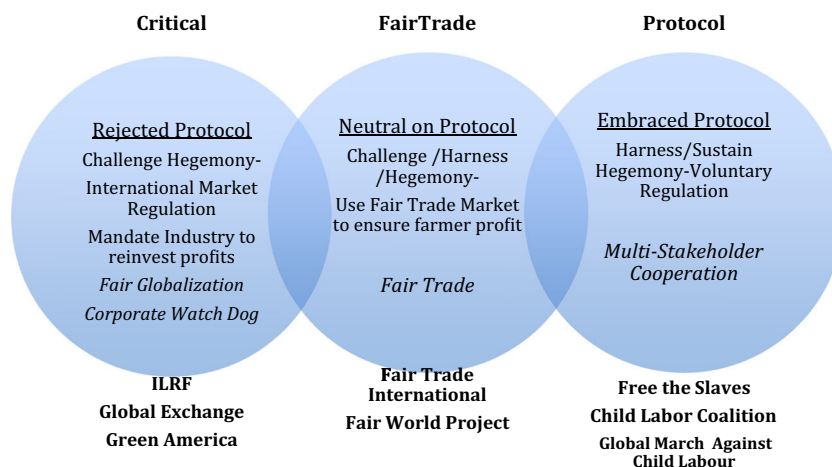 Critical
FairTrade
Protocol
Rejected Protocol
Challenge Hegemony-
International Market
Regulation
Mandate Industry to
reinvest profits
Fair Globalization
Corporate Watch Dog
Neutral on Protocol
Challenge /Harness
/Hegemony-
Use Fair Trade Market
to ensure farmer profit
Fair Trade
Embraced Protocol
Harness/Sustain
Hegemony-Voluntary
Regulation
Multi-Stakeholder
Cooperation
ILRF
Global Exchange
Green America
Fair Trade
International
Fair World Project
Free the Slaves
Child Labor Coalition
Global March Against
Child Labour